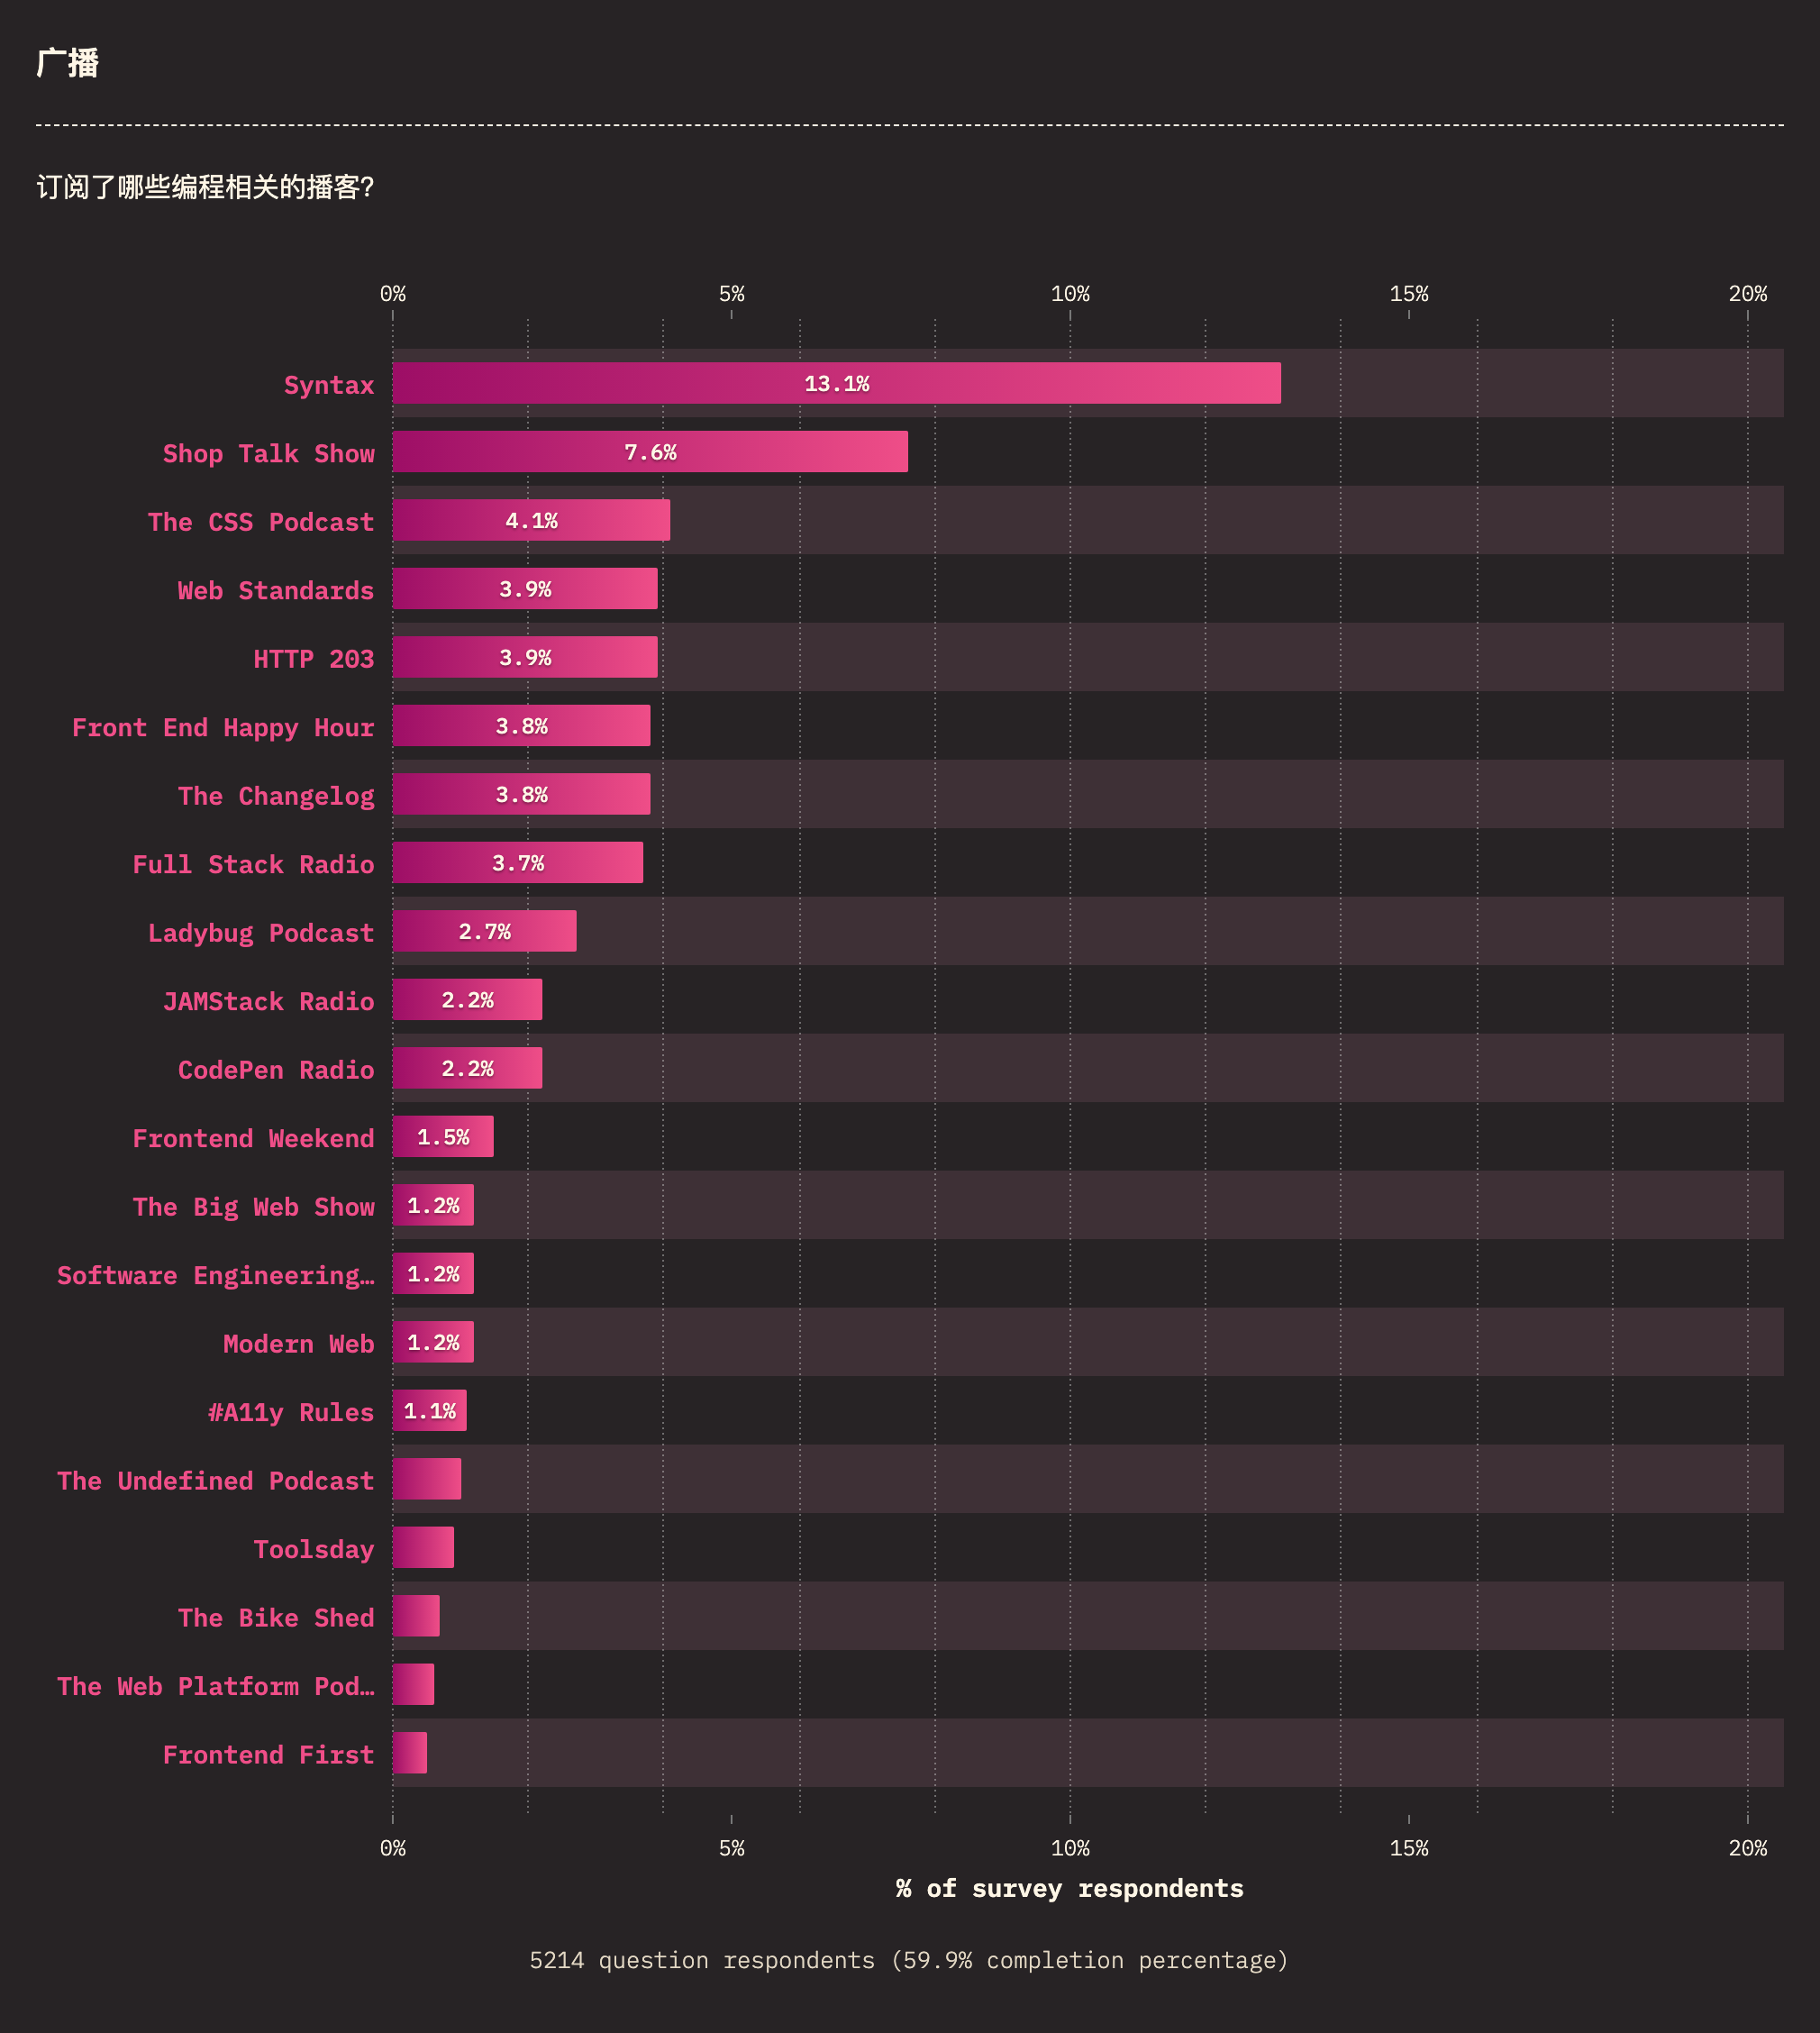 广播
订阅了哪些编程相关的播客?
0% 5% 10% 15% 20%
Syntax 13.1%
Shop Talk Show 7.6%
The CSS Podcast 4.1%
Web Standards 3.9%
HTTP 203 3.9%
Front End Happy Hour 3.8%
The Changelog 3.8%
Full Stack Radio 3.7%
Ladybug Podcast 2.7%
JAMStack Radio 2.2%
CodePen Radio 2.2%
Frontend Weekend 1.5%
The Big Web Show 1.2%
Software Engineering… 1.2%
Modern Web 1.2%
#A11y Rules 1.1%
The Undefined Podcast
Toolsday
The Bike Shed
The Web Platform Pod…
Frontend First
0% 5% 10% 15% 20%
% of survey respondents
5214 question respondents (59.9% completion percentage)